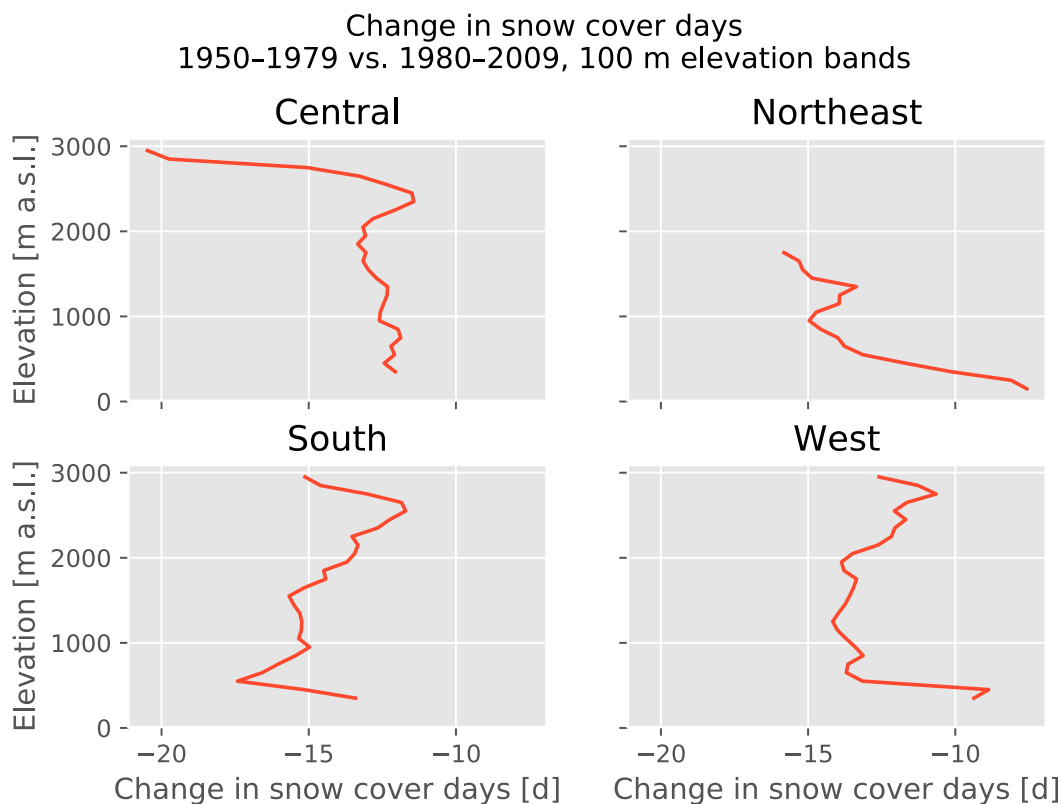 Change in snow cover days
1950–1979 vs. 1980–2009, 100 m elevation bands
Central
Northeast
Elevation [m a.s.l.]
3000
2000
1000
0
South
West
Elevation [m a.s.l.]
3000
2000
1000
0
−20
−15
−10
−20
−15
−10
Change in snow cover days [d]
Change in snow cover days [d]